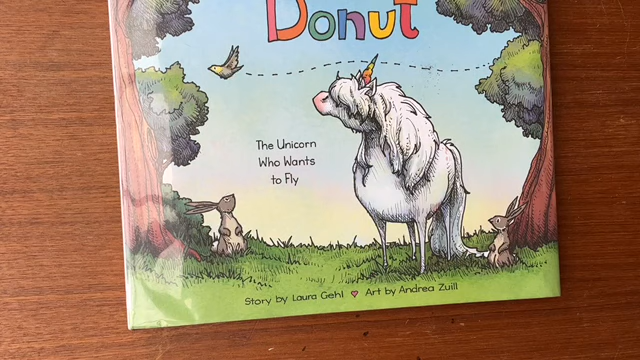 Donut
The Unicorn
Who Wants
to Fly
Story by Laura Gehl Art by Andrea Zuill